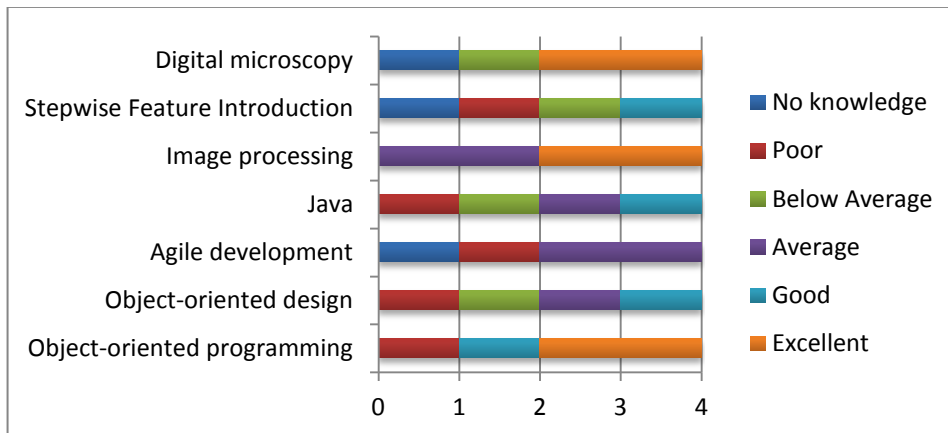 Digital microscopy
Stepwise Feature Introduction
Image processing
Java
Agile development
Object-oriented design
Object-oriented programming
0 1 2 3 4
No knowledge
Poor
Below Average
Average
Good
Excellent